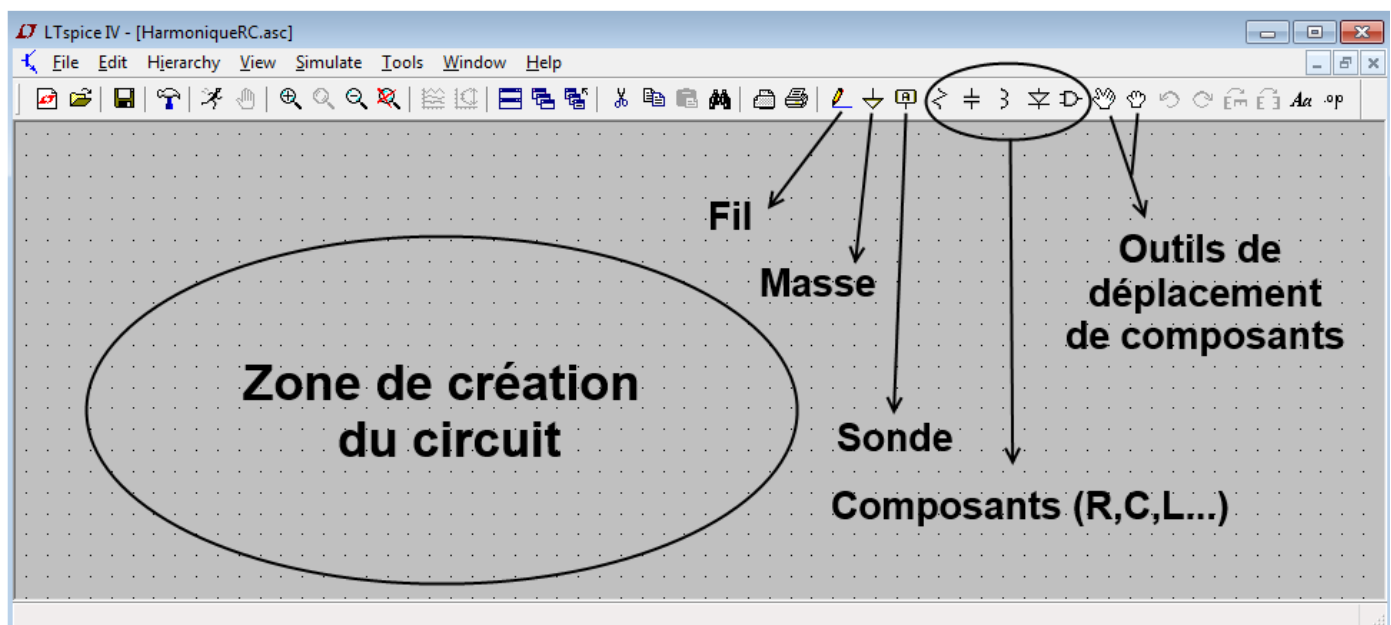 LTspice IV - [HarmoniqueRC.asc]
File Edit Hierarchy View Simulate Tools Window Help
A Aa .op
Fil
Masse
Outils de
déplacement
de composants
Zone de création
du circuit
Sonde
Composants (R,C,L...)